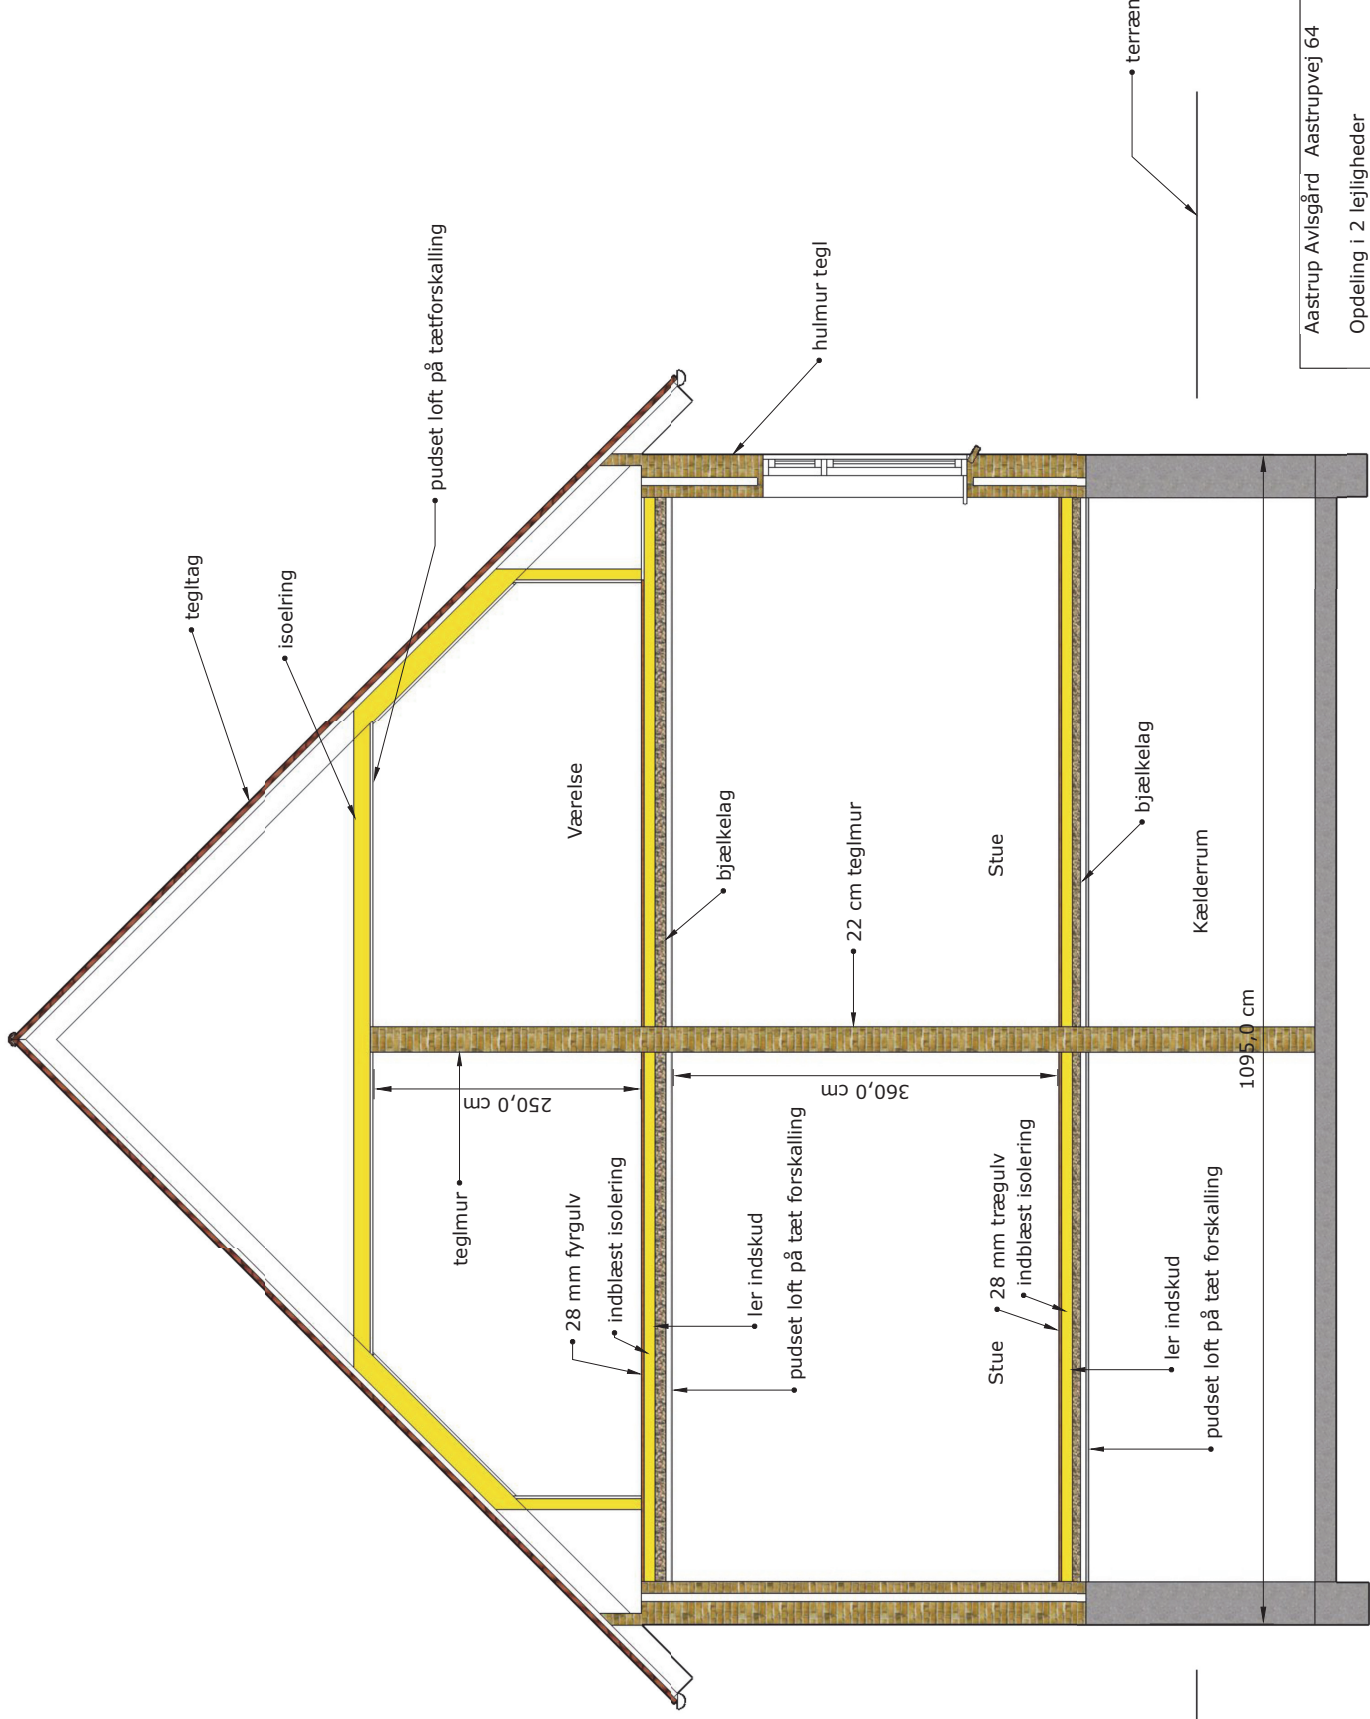 tegltag
isoelring
pudset loft på tætforskalling
hulmur tegl
terræn
Værelse
bjælkelag
22 cm teglmur
Stue
bjælkelag
Kælderrum
1095,0 cm
250,0 cm
360,0 cm
teglmur
28 mm fyrgulv
indblæst isolering
ler indskud
pudset loft på tæt forskalling
Stue
28 mm trægulv
indblæst isolering
ler indskud
pudset loft på tæt forskalling
Aastrup Avlsgård Aastrupvej 64
Opdeling i 2 lejligheder